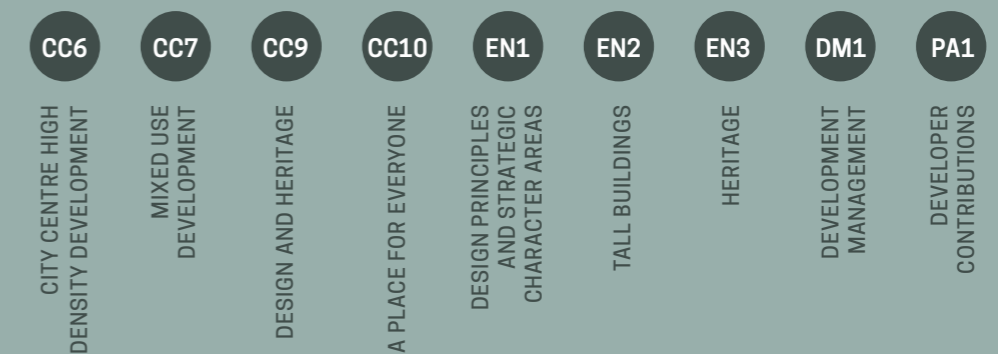 CC6
CITY CENTRE HIGH
DENSITY DEVELOPMENT
CC7
MIXED USE
DEVELOPMENT
CC9
DESIGN AND HERITAGE
CC10
A PLACE FOR EVERYONE
EN1
DESIGN PRINCIPLES
AND STRATEGIC
CHARACTER AREAS
EN2
TALL BUILDINGS
EN3
HERITAGE
DM1
DEVELOPMENT
MANAGEMENT
PA1
DEVELOPER
CONTRIBUTIONS